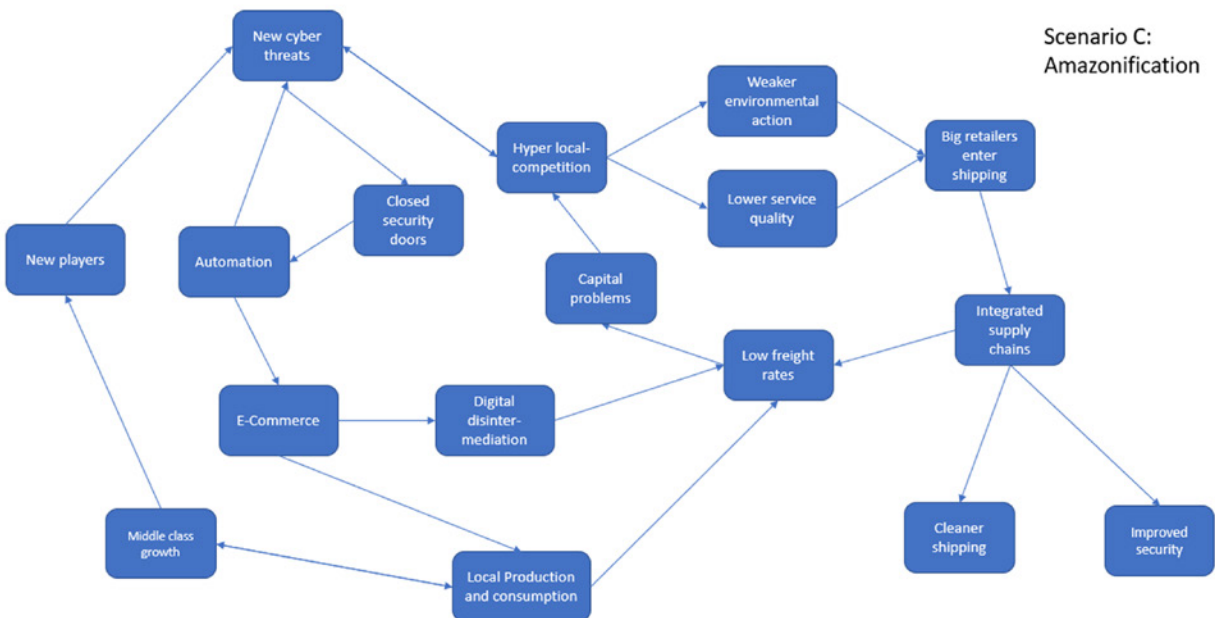 Scenario C:
Amazonification
New cyber
threats
Weaker
environmental
action
Hyper local-
competition
Big retailers
enter
shipping
Closed
security
doors
Lower service
quality
New players
Automation
Capital
problems
Integrated
supply
chains
Low freight
rates
E-Commerce
Digital
disinter-
mediation
Middle class
growth
Local Production
and consumption
Cleaner
shipping
Improved
security